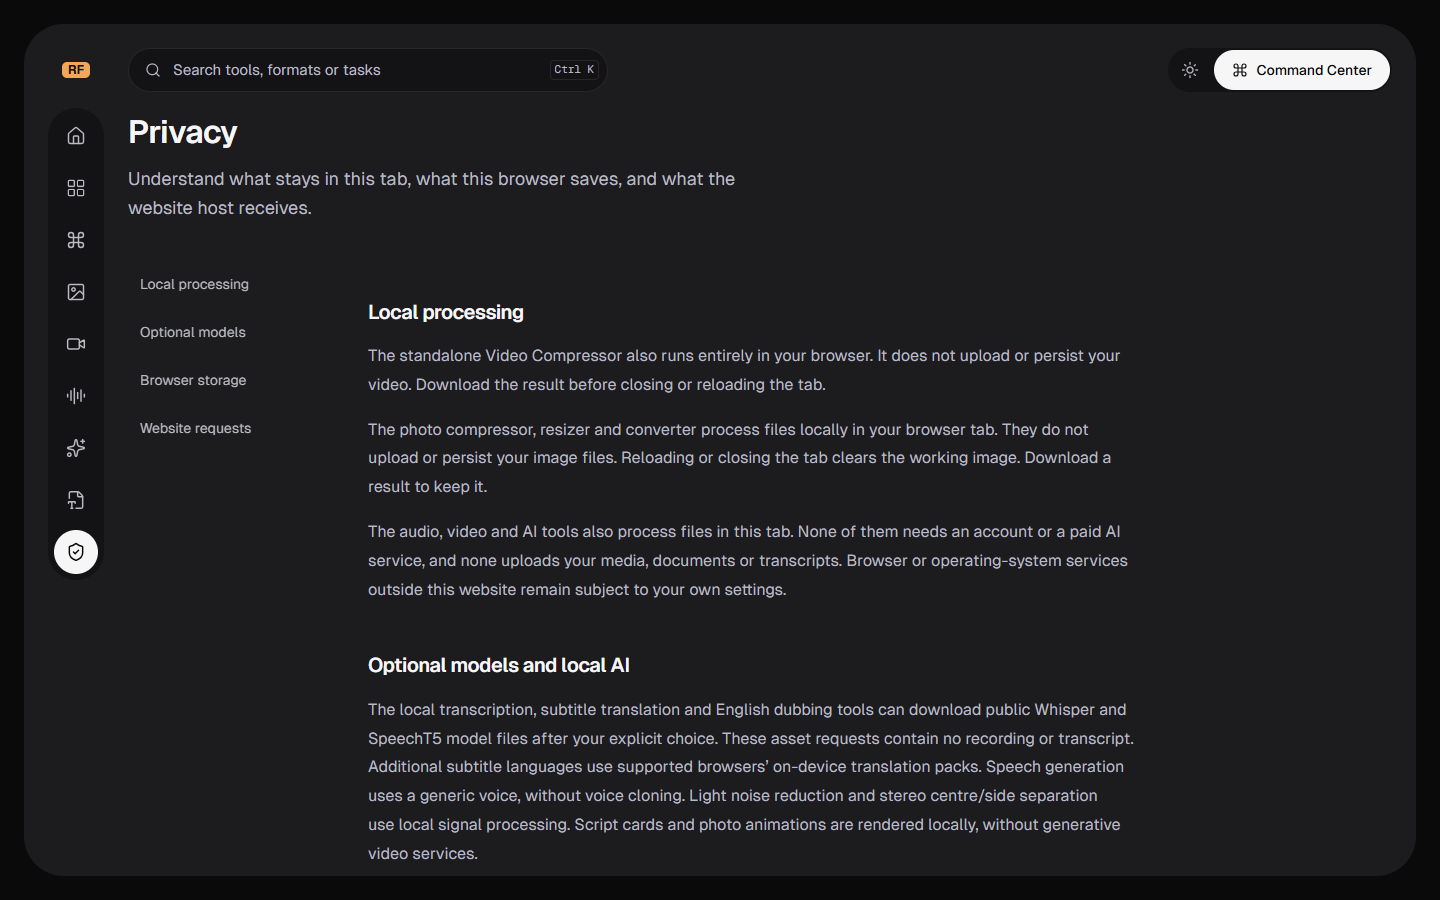 RF
Search tools, formats or tasks
Ctrl K
Command Center
Privacy
Understand what stays in this tab, what this browser saves, and what the
website host receives.
Local processing
Optional models
Browser storage
Website requests
Local processing
The standalone Video Compressor also runs entirely in your browser. It does not upload or persist your
video. Download the result before closing or reloading the tab.
The photo compressor, resizer and converter process files locally in your browser tab. They do not
upload or persist your image files. Reloading or closing the tab clears the working image. Download a
result to keep it.
The audio, video and AI tools also process files in this tab. None of them needs an account or a paid AI
service, and none uploads your media, documents or transcripts. Browser or operating-system services
outside this website remain subject to your own settings.
Optional models and local AI
The local transcription, subtitle translation and English dubbing tools can download public Whisper and
SpeechT5 model files after your explicit choice. These asset requests contain no recording or transcript.
Additional subtitle languages use supported browsers’ on-device translation packs. Speech generation
uses a generic voice, without voice cloning. Light noise reduction and stereo centre/side separation
use local signal processing. Script cards and photo animations are rendered locally, without generative
video services.